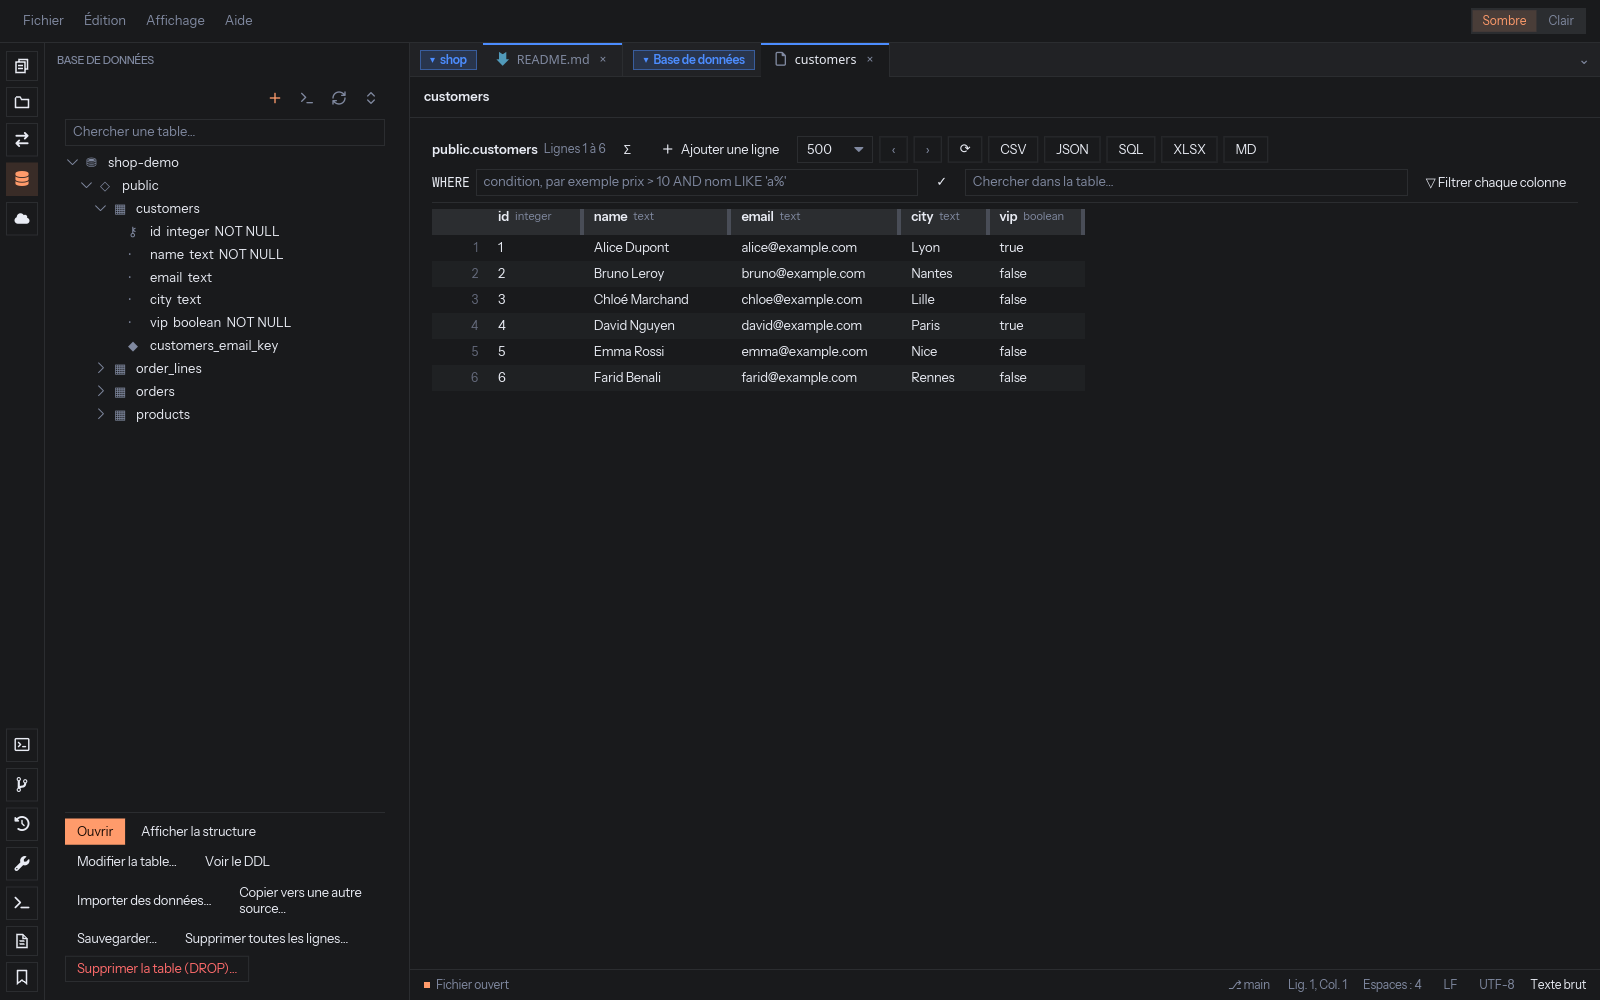 Fichier Édition Affichage Aide Sombre Clair
BASE DE DONNÉES
shop README.md × Base de données customers ×
customers
Chercher une table...
public.customers Lignes 1 à 6 Σ + Ajouter une ligne 500 ‹ › ⟳ CSV JSON SQL XLSX MD
WHERE condition, par exemple prix > 10 AND nom LIKE 'a%' ✓ Chercher dans la table... ▽ Filtrer chaque colonne
shop-demo
public
customers
id integer NOT NULL
name text NOT NULL
email text
city text
vip boolean NOT NULL
customers_email_key
order_lines
orders
products
id integer name text email text city text vip boolean
1 1 Alice Dupont alice@example.com Lyon true
2 2 Bruno Leroy bruno@example.com Nantes false
3 3 Chloé Marchand chloe@example.com Lille false
4 4 David Nguyen david@example.com Paris true
5 5 Emma Rossi emma@example.com Nice false
6 6 Farid Benali farid@example.com Rennes false
Ouvrir Afficher la structure
Modifier la table... Voir le DDL
Importer des données... Copier vers une autre
source...
Sauvegarder... Supprimer toutes les lignes...
Supprimer la table (DROP)...
Fichier ouvert main Lig. 1, Col. 1 Espaces : 4 LF UTF-8 Texte brut